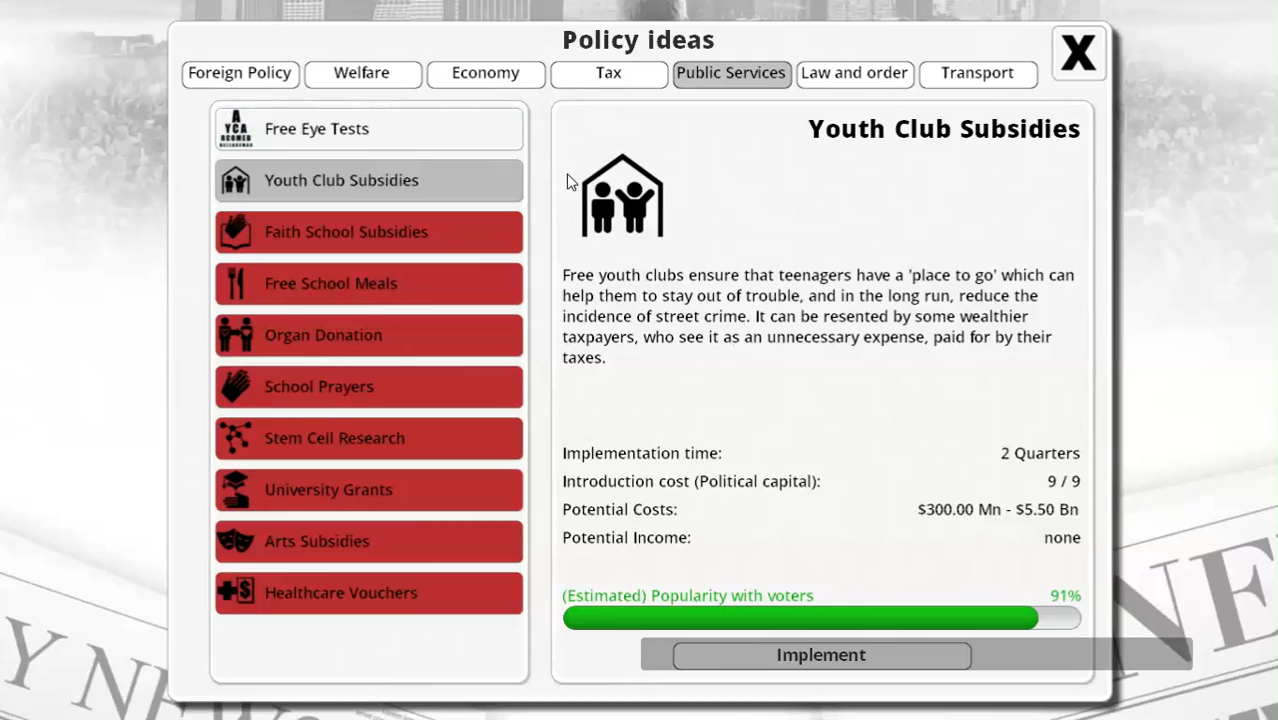 Policy ideas
X
Foreign Policy
Welfare
Economy
Tax
Public Services
Law and order
Transport
Free Eye Tests
Youth Club Subsidies
Faith School Subsidies
Free School Meals
Organ Donation
School Prayers
Stem Cell Research
University Grants
Arts Subsidies
Healthcare Vouchers
Youth Club Subsidies
Free youth clubs ensure that teenagers have a 'place to go' which can
help them to stay out of trouble, and in the long run, reduce the
incidence of street crime. It can be resented by some wealthier
taxpayers, who see it as an unnecessary expense, paid for by their
taxes.
Implementation time: 2 Quarters
Introduction cost (Political capital): 9 / 9
Potential Costs: $300.00 Mn - $5.50 Bn
Potential Income: none
(Estimated) Popularity with voters 91%
Implement